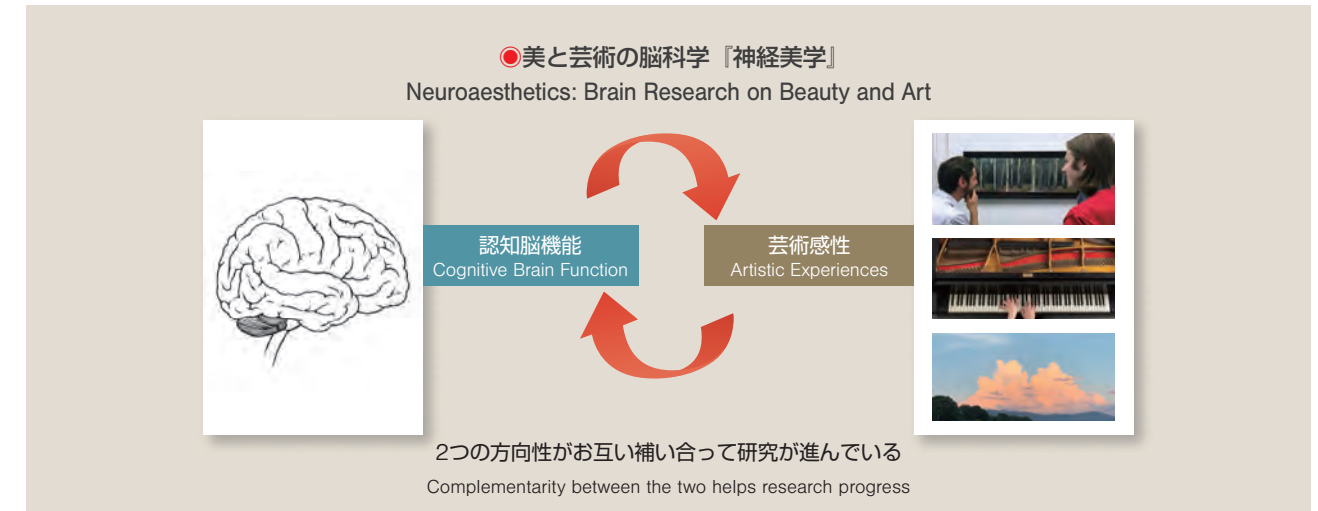 ◉美と芸術の脳科学『神経美学』
Neuroaesthetics: Brain Research on Beauty and Art
認知脳機能
Cognitive Brain Function
芸術感性
Artistic Experiences
2つの方向性がお互い補い合って研究が進んでいる
Complementarity between the two helps research progress